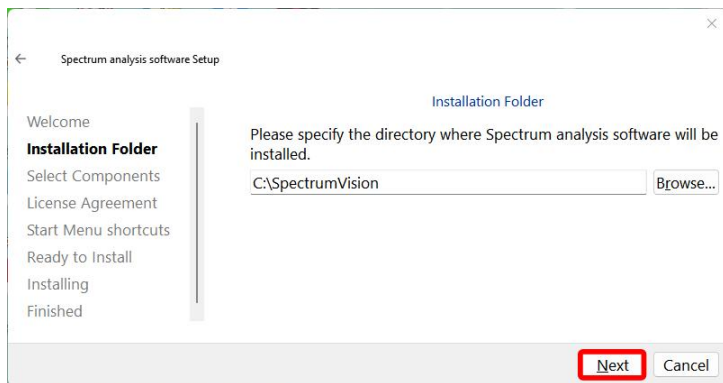 Spectrum analysis software Setup
Welcome
Installation Folder
Select Components
License Agreement
Start Menu shortcuts
Ready to Install
Installing
Finished
Installation Folder
Please specify the directory where Spectrum analysis software will be
installed.
C:\SpectrumVision
Browse...
Next
Cancel